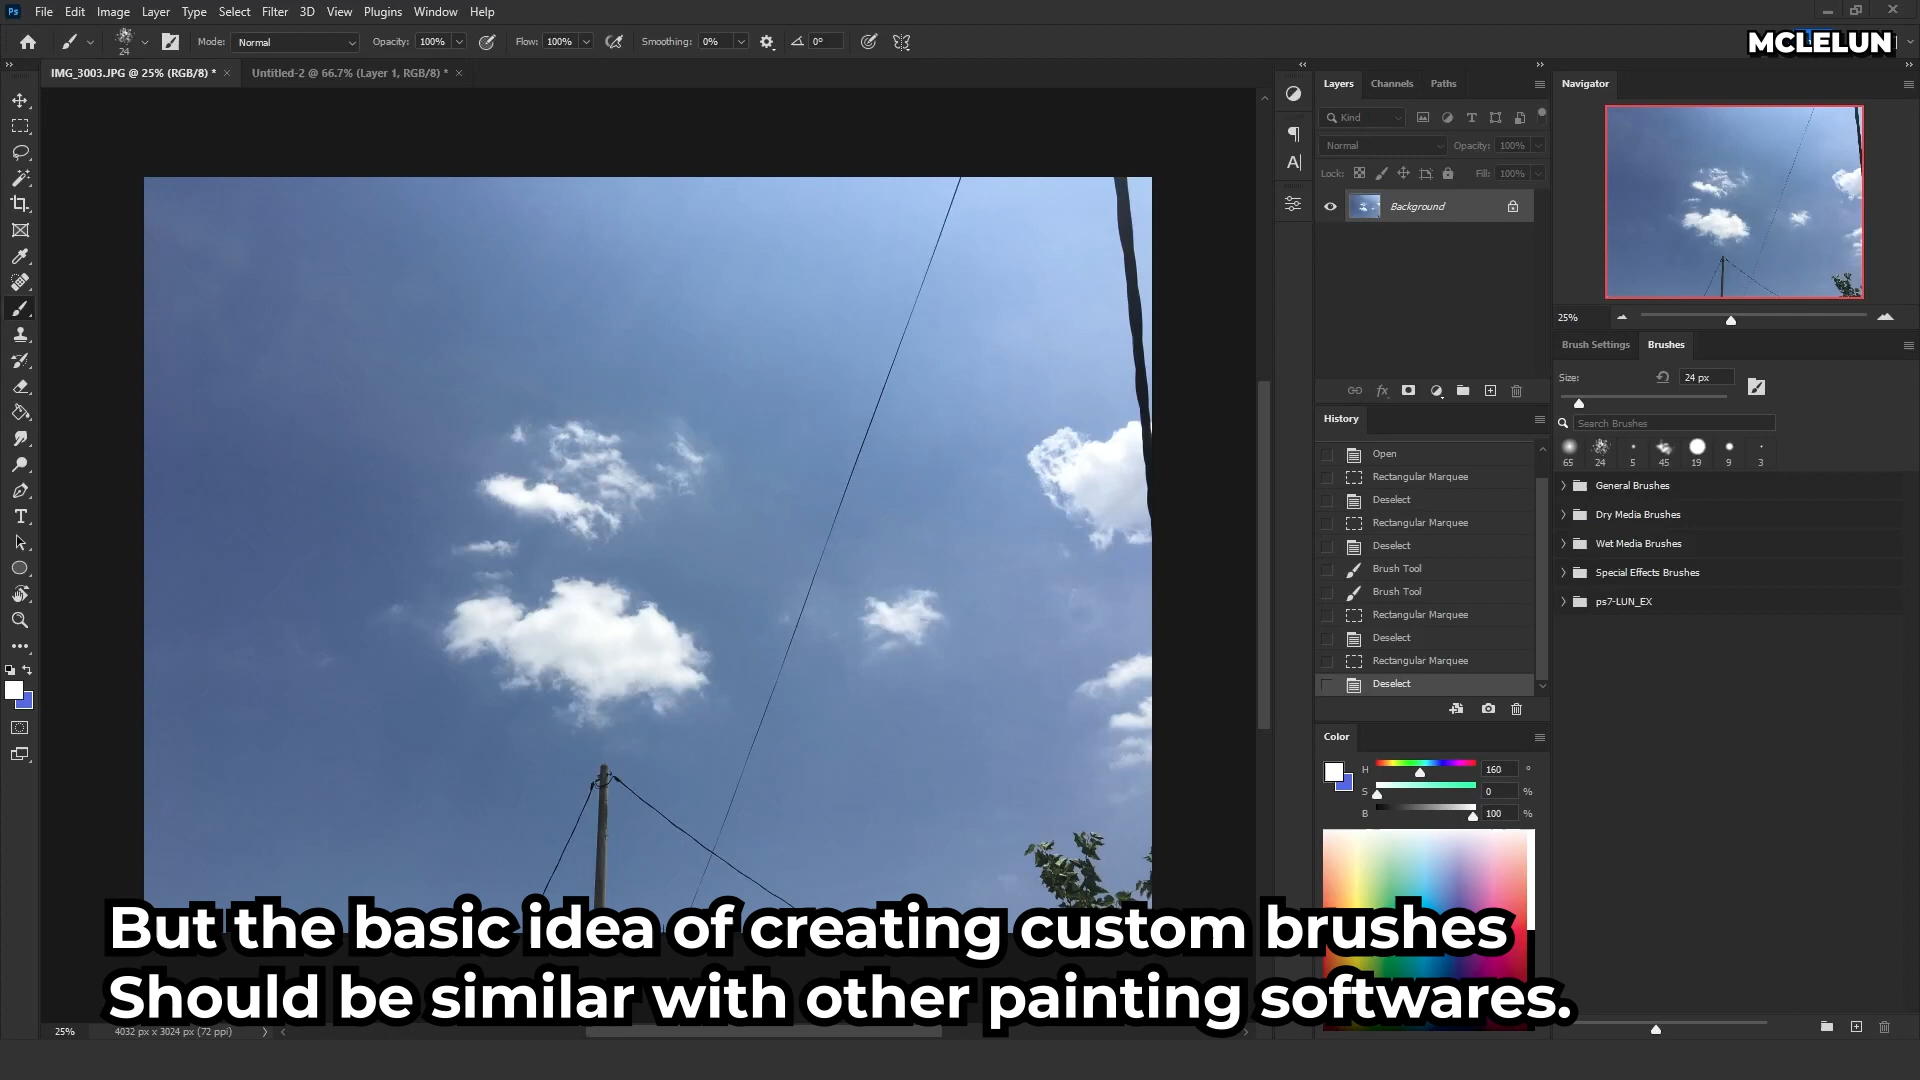 Ps File Edit Image Layer Type Select Filter 3D View Plugins Window Help
24 Mode: Normal Opacity: 100% Flow: 100% Smoothing: 0% 0°
MCLELUN
IMG_3003.JPG @ 25% (RGB/8) * × Untitled-2 @ 66.7% (Layer 1, RGB/8) * ×
Layers Channels Paths
Kind
Normal Opacity: 100%
Lock: Fill: 100%
Background
History
Open
Rectangular Marquee
Deselect
Rectangular Marquee
Deselect
Brush Tool
Brush Tool
Rectangular Marquee
Deselect
Rectangular Marquee
Deselect
Color
H 160 °
S 0 %
B 100 %
Navigator
25%
Brush Settings Brushes
Size: 24 px
Search Brushes
65 24 5 45 19 9 3
General Brushes
Dry Media Brushes
Wet Media Brushes
Special Effects Brushes
ps7-LUN_EX
But the basic idea of creating custom brushes
Should be similar with other painting softwares.
25% 4032 px x 3024 px (72 ppi)